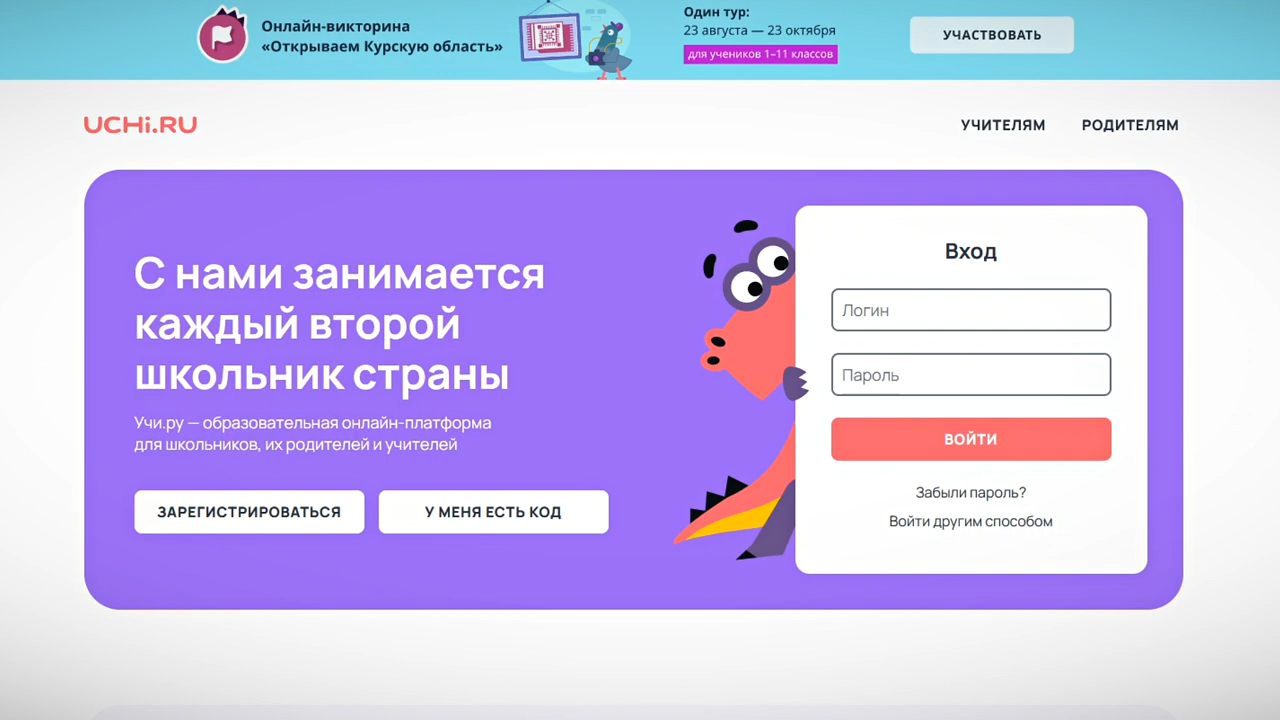 Онлайн-викторина
«Открываем Курскую область»
Один тур:
23 августа — 23 октября
для учеников 1–11 классов
УЧАСТВОВАТЬ
UCHi.RU
УЧИТЕЛЯМ
РОДИТЕЛЯМ
С нами занимается
каждый второй
школьник страны
Учи.ру — образовательная онлайн-платформа
для школьников, их родителей и учителей
ЗАРЕГИСТРИРОВАТЬСЯ
У МЕНЯ ЕСТЬ КОД
Вход
Логин
Пароль
ВОЙТИ
Забыли пароль?
Войти другим способом